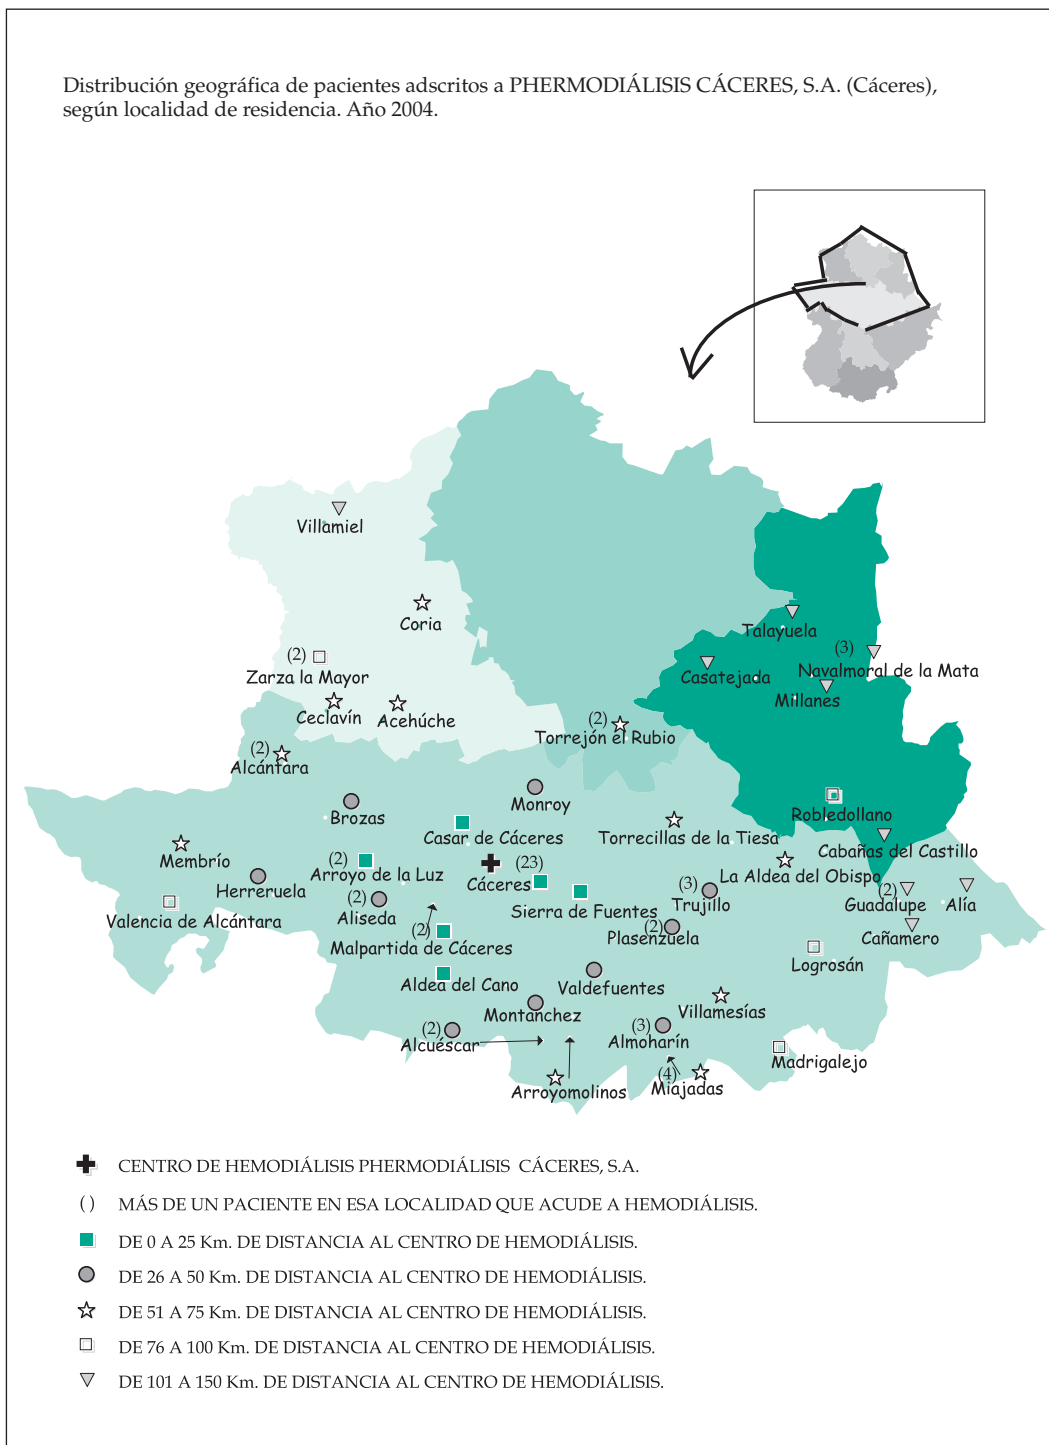 Distribución geográfica de pacientes adscritos a PHERMODIÁLISIS CÁCERES, S.A. (Cáceres),
según localidad de residencia. Año 2004.
Villamiel
Coria
Talayuela
(2)
Zarza la Mayor
(3)
Navalmoral de la Mata
Casatejada
Millanes
Ceclavín
Acehúche
(2)
Torrejón el Rubio
(2)
Alcántara
Monroy
Brozas
Robledollano
Casar de Cáceres
Torrecillas de la Tiesa
Cabañas del Castillo
Membrío
(2)
Arroyo de la Luz
(23)
Cáceres
La Aldea del Obispo
Herreruela
(2)
Aliseda
Sierra de Fuentes
(3)
Trujillo
(2)
Guadalupe
Alía
Valencia de Alcántara
(2)
Malpartida de Cáceres
(2)
Plasenzuela
Cañamero
Logrosán
Aldea del Cano
Valdefuentes
Montanchez
Villamesías
(2)
Alcuéscar
(3)
Almoharín
Madrigalejo
Arroyomolinos
(4)
Miajadas
CENTRO DE HEMODIÁLISIS PHERMODIÁLISIS CÁCERES, S.A.
( ) MÁS DE UN PACIENTE EN ESA LOCALIDAD QUE ACUDE A HEMODIÁLISIS.
DE 0 A 25 Km. DE DISTANCIA AL CENTRO DE HEMODIÁLISIS.
DE 26 A 50 Km. DE DISTANCIA AL CENTRO DE HEMODIÁLISIS.
DE 51 A 75 Km. DE DISTANCIA AL CENTRO DE HEMODIÁLISIS.
DE 76 A 100 Km. DE DISTANCIA AL CENTRO DE HEMODIÁLISIS.
DE 101 A 150 Km. DE DISTANCIA AL CENTRO DE HEMODIÁLISIS.